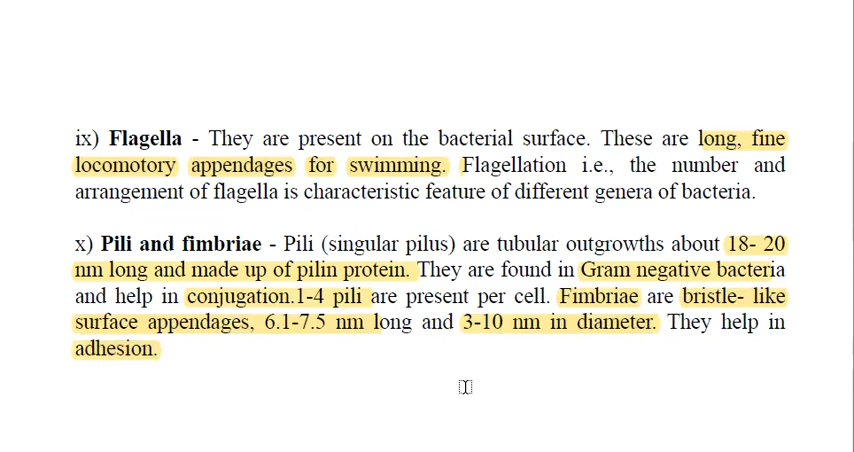 ix) Flagella - They are present on the bacterial surface. These are long, fine
locomotory appendages for swimming. Flagellation i.e., the number and
arrangement of flagella is characteristic feature of different genera of bacteria.
x) Pili and fimbriae - Pili (singular pilus) are tubular outgrowths about 18- 20
nm long and made up of pilin protein. They are found in Gram negative bacteria
and help in conjugation.1-4 pili are present per cell. Fimbriae are bristle- like
surface appendages, 6.1-7.5 nm long and 3-10 nm in diameter. They help in
adhesion.